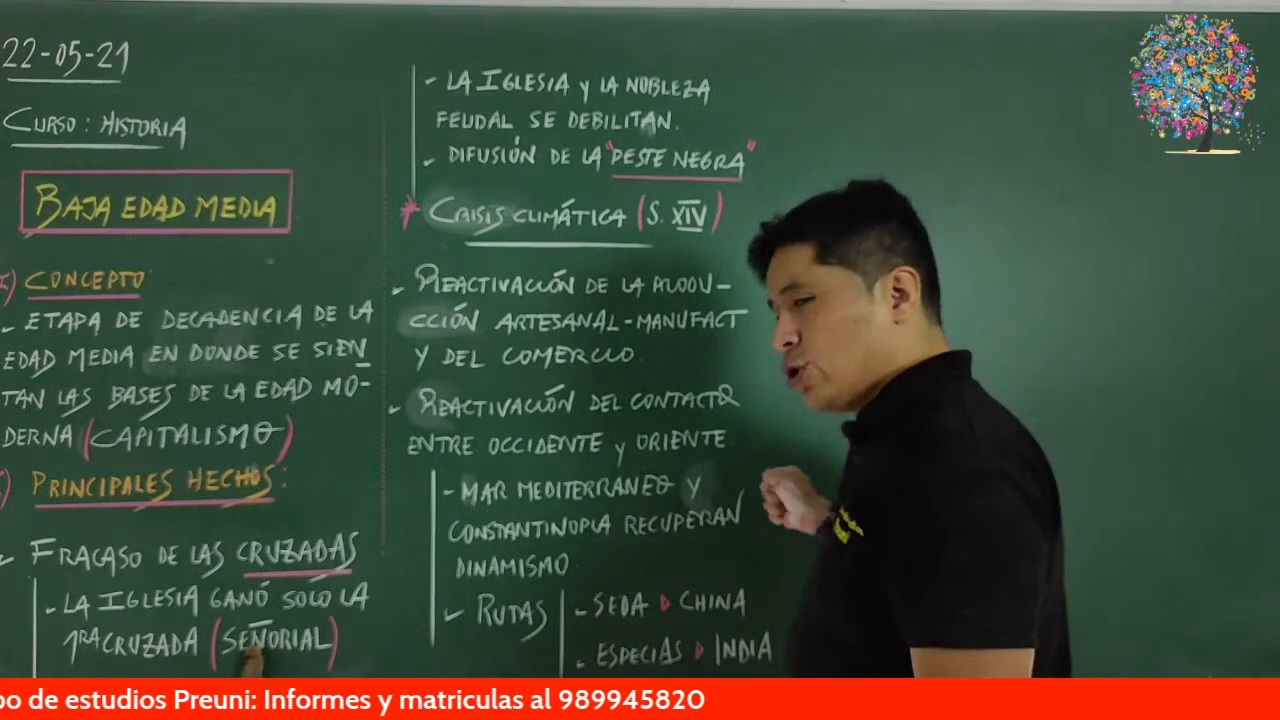 22-05-21
CURSO: HISTORIA
BAJA EDAD MEDIA
CONCEPTO
- ETAPA DE DECADENCIA DE LA
EDAD MEDIA EN DONDE SE SIEN
TAN LAS BASES DE LA EDAD MO-
DERNA (CAPITALISMO)
PRINCIPALES HECHOS:
- FRACASO DE LAS CRUZADAS
- LA IGLESIA GANÓ SOLO LA
1RA CRUZADA (SEÑORIAL)
- LA IGLESIA y LA NOBLEZA
FEUDAL SE DEBILITAN.
- DIFUSIÓN DE LA "PESTE NEGRA"
* CRISIS CLIMÁTICA (S. XIV)
- REACTIVACIÓN DE LA PRODU-
CCIÓN ARTESANAL-MANUFACT
Y DEL COMERCIO.
- REACTIVACIÓN DEL CONTACTO
ENTRE OCCIDENTE y ORIENTE
- MAR MEDITERRANEO Y
CONSTANTINOPLA RECUPERAN
DINAMISMO
- RUTAS
- SEDA ▷ CHINA
- ESPECIAS ▷ INDIA
po de estudios Preuni: Informes y matriculas al 989945820